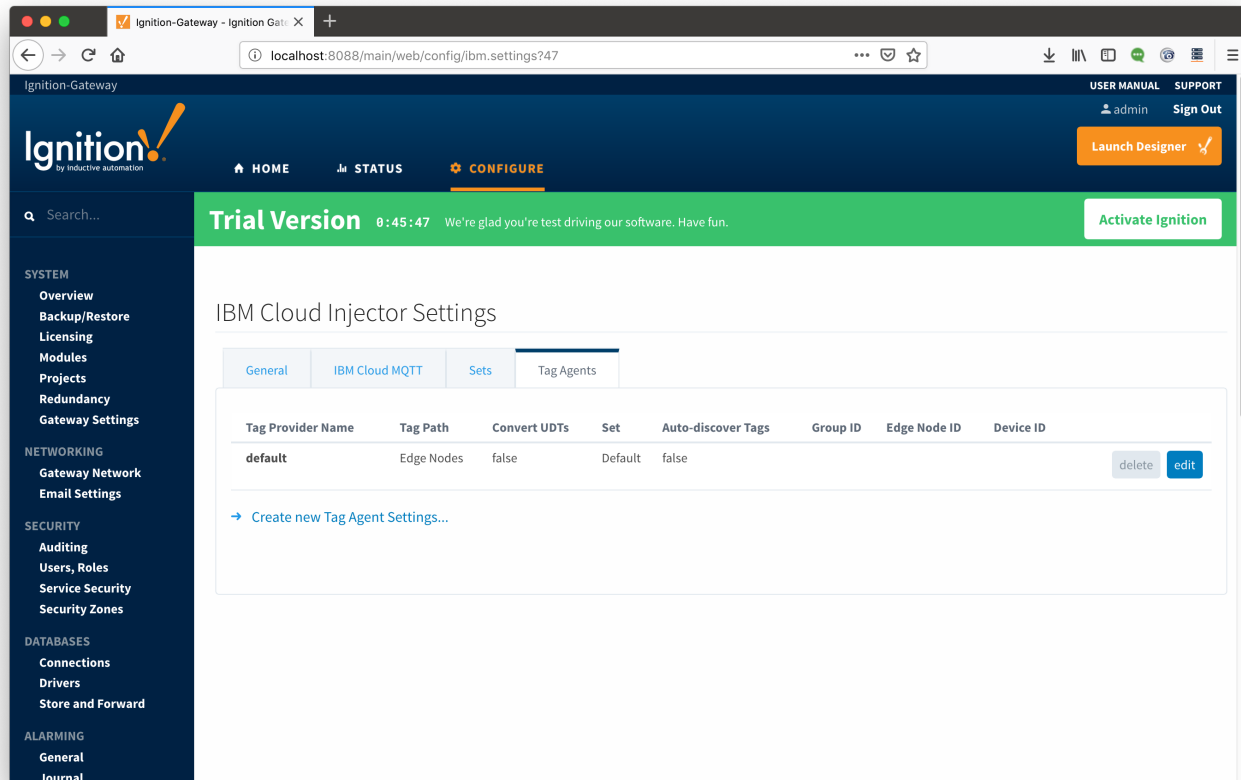 Ignition-Gateway - Ignition Gate
localhost:8088/main/web/config/ibm.settings?47
Ignition-Gateway
USER MANUAL SUPPORT
admin Sign Out
Ignition!
by inductive automation
Launch Designer
HOME STATUS CONFIGURE
Search...
Trial Version 0:45:47 We're glad you're test driving our software. Have fun.
Activate Ignition
SYSTEM
Overview
Backup/Restore
Licensing
Modules
Projects
Redundancy
Gateway Settings
NETWORKING
Gateway Network
Email Settings
SECURITY
Auditing
Users, Roles
Service Security
Security Zones
DATABASES
Connections
Drivers
Store and Forward
ALARMING
General
Journal
IBM Cloud Injector Settings
General IBM Cloud MQTT Sets Tag Agents
Tag Provider Name Tag Path Convert UDTs Set Auto-discover Tags Group ID Edge Node ID Device ID
default Edge Nodes false Default false
delete edit
Create new Tag Agent Settings...